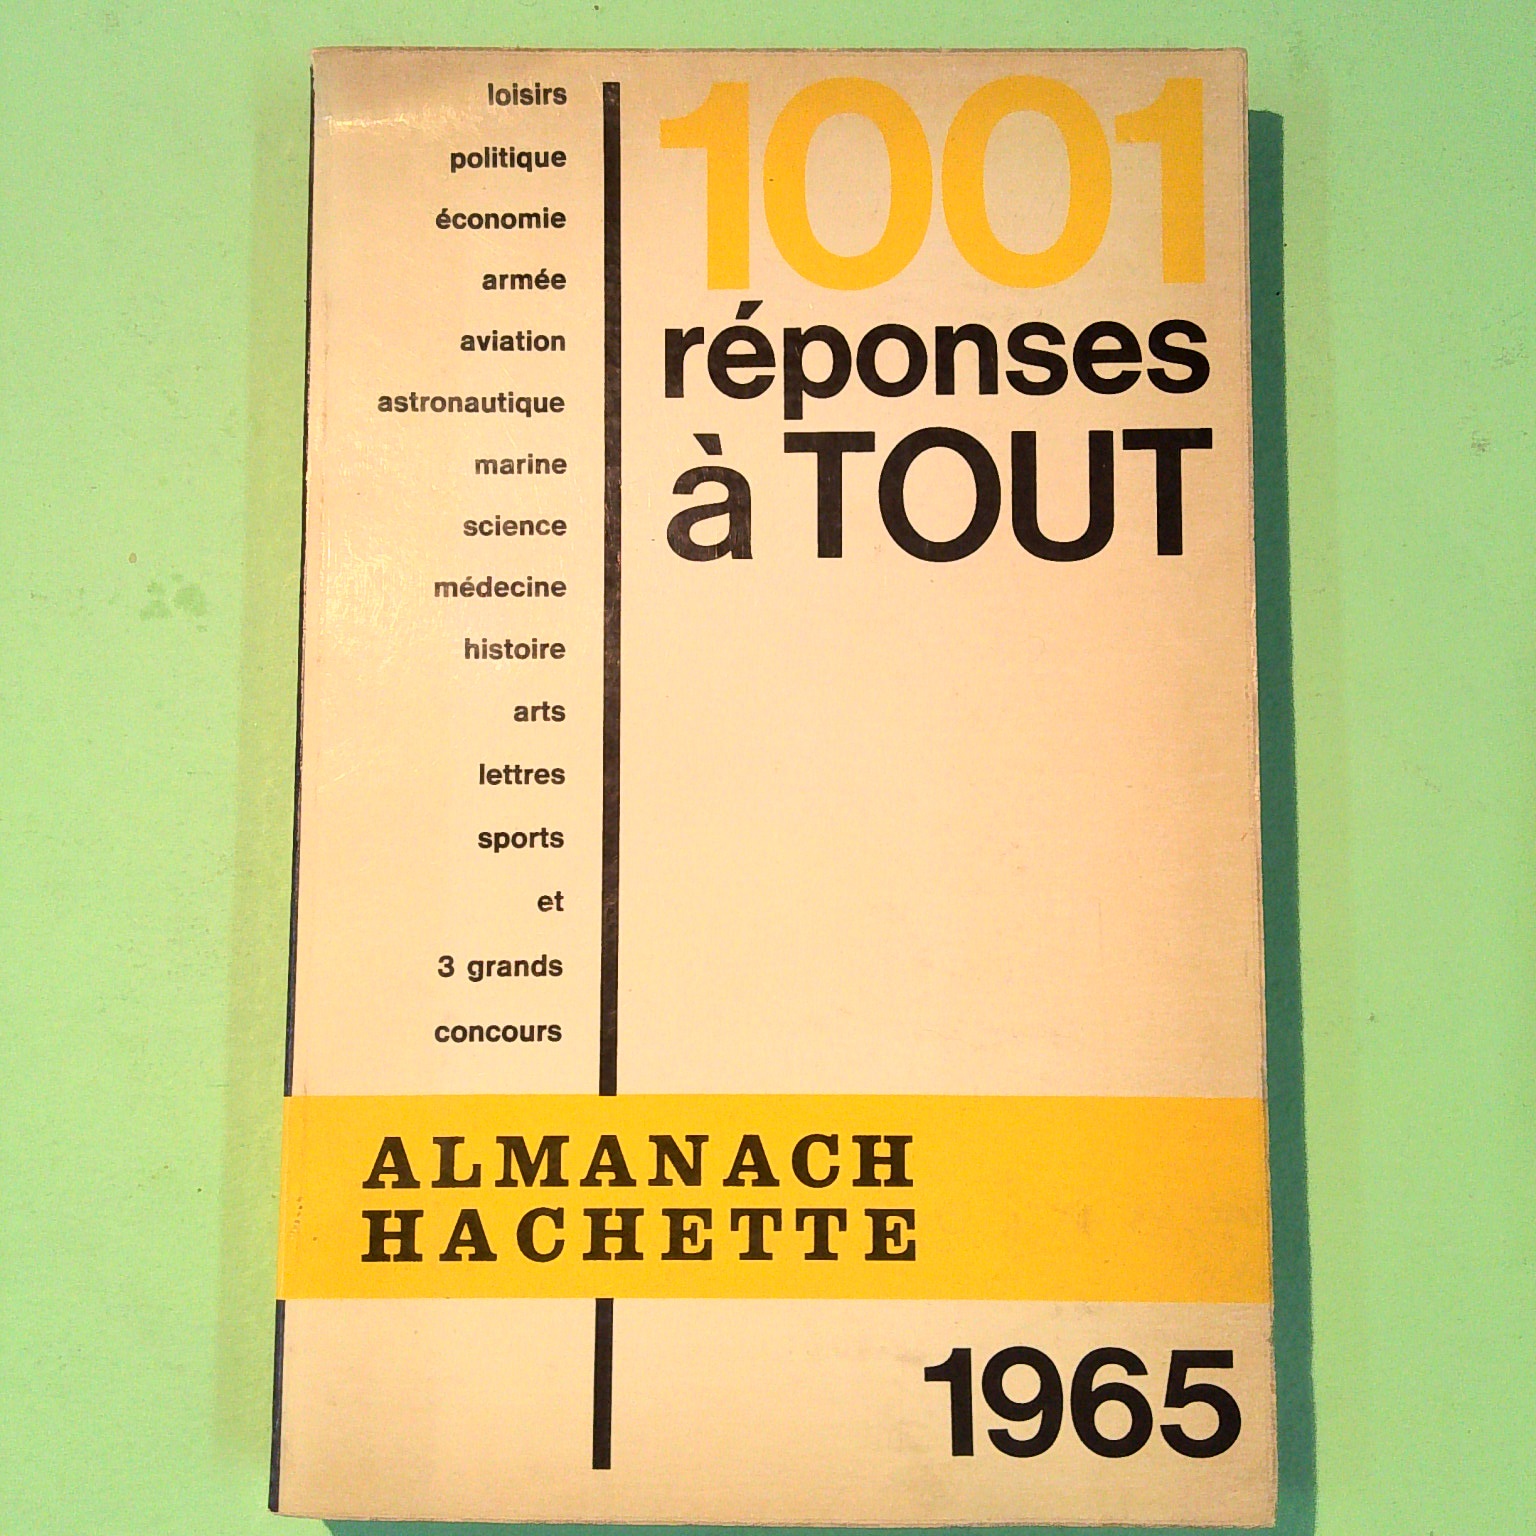 loisirs
politique
économie
armée
aviation
astronautique
marine
science
médecine
histoire
arts
lettres
sports
et
3 grands
concours
1001
réponses
à TOUT
ALMANACH
HACHETTE
1965